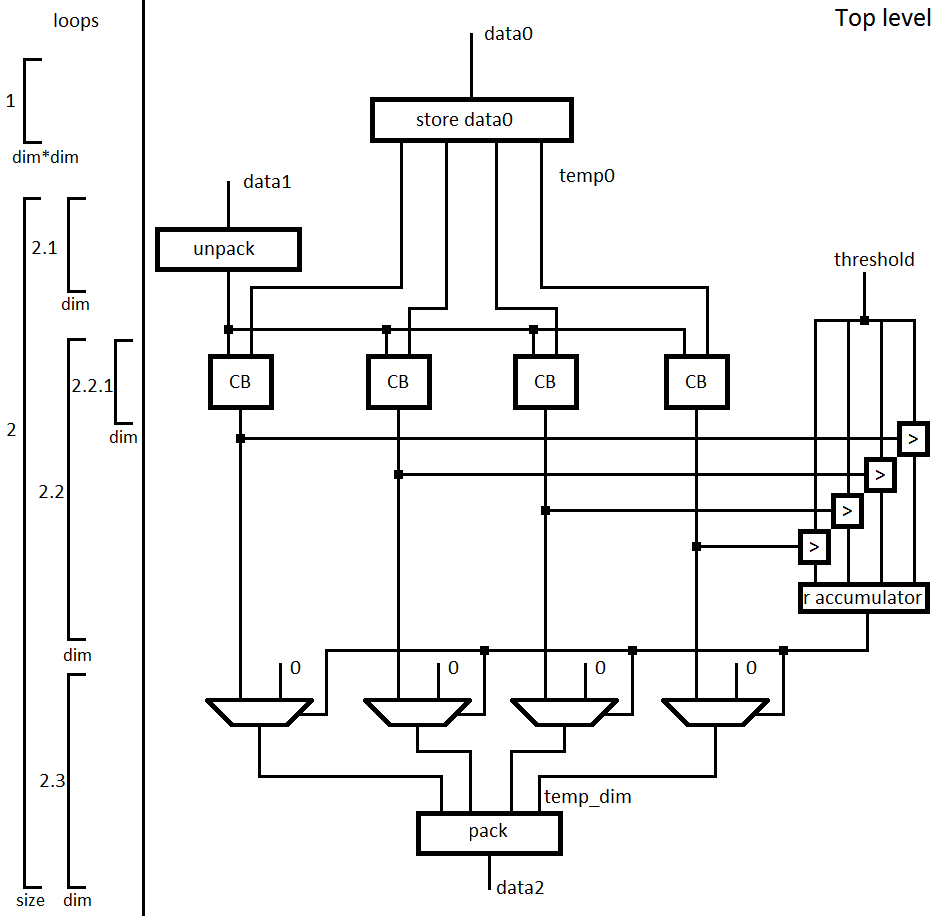 loops
Top level
data0
1
store data0
dim*dim
data1
temp0
2.1
unpack
threshold
dim
2.2.1
CB
CB
CB
CB
2
dim
>
>
2.2
>
>
r accumulator
dim
0
0
0
0
2.3
temp_dim
pack
data2
size
dim